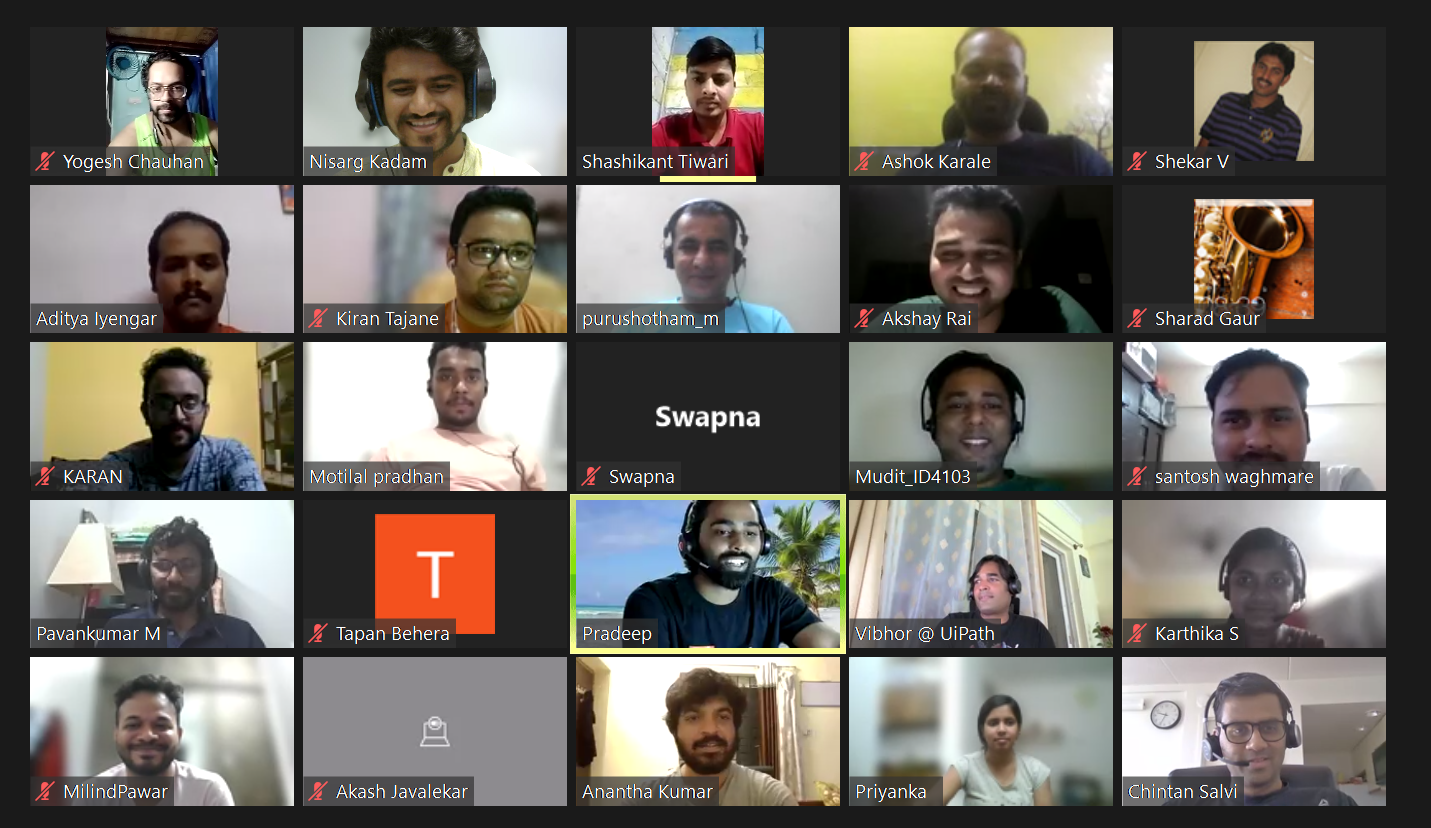 Yogesh Chauhan
Nisarg Kadam
Shashikant Tiwari
Ashok Karale
Shekar V
Aditya Iyengar
Kiran Tajane
purushotham_m
Akshay Rai
Sharad Gaur
KARAN
Motilal pradhan
Swapna
Swapna
Mudit_ID4103
santosh waghmare
Pavankumar M
T
Tapan Behera
Pradeep
Vibhor @ UiPath
Karthika S
MilindPawar
Akash Javalekar
Anantha Kumar
Priyanka
Chintan Salvi